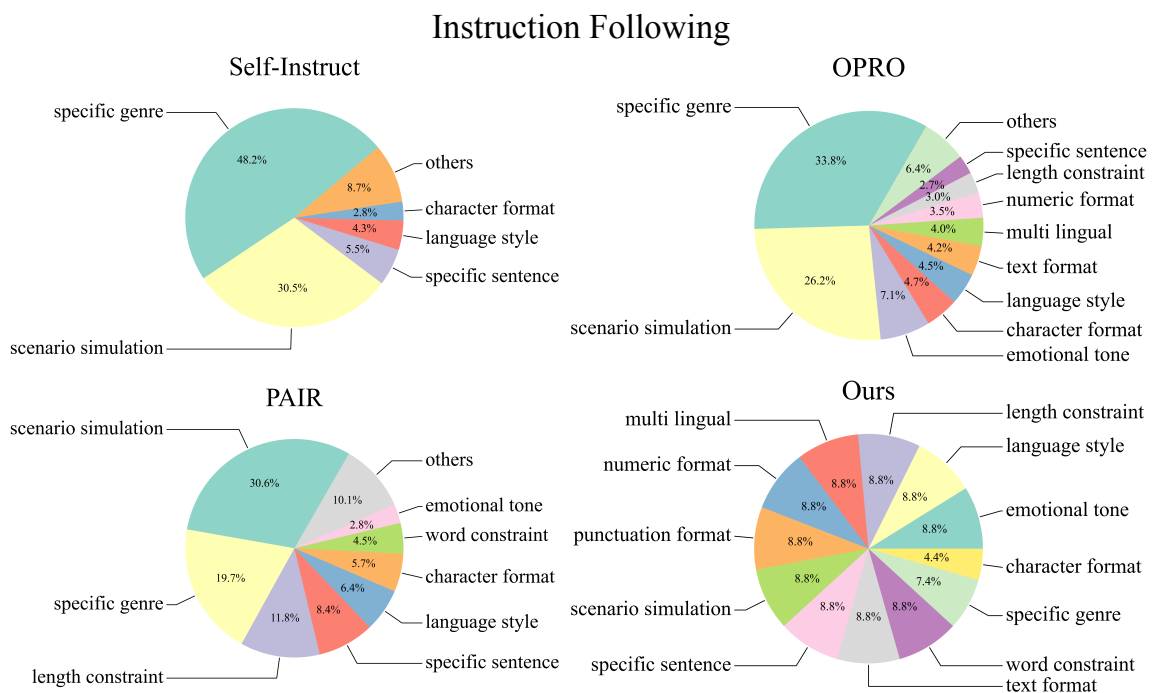 Instruction Following
Self-Instruct
specific genre
48.2%
others
8.7%
character format
2.8%
language style
4.3%
specific sentence
5.5%
30.5%
scenario simulation
OPRO
specific genre
33.8%
others
6.4%
specific sentence
2.7%
length constraint
3.0%
numeric format
3.5%
multi lingual
4.0%
text format
4.2%
language style
4.5%
character format
4.7%
emotional tone
7.1%
26.2%
scenario simulation
PAIR
scenario simulation
30.6%
others
10.1%
emotional tone
2.8%
word constraint
4.5%
character format
5.7%
language style
6.4%
specific sentence
8.4%
11.8%
length constraint
19.7%
specific genre
Ours
length constraint
8.8%
language style
8.8%
emotional tone
8.8%
character format
4.4%
specific genre
7.4%
word constraint
8.8%
text format
8.8%
specific sentence
8.8%
scenario simulation
8.8%
punctuation format
8.8%
numeric format
8.8%
multi lingual
8.8%